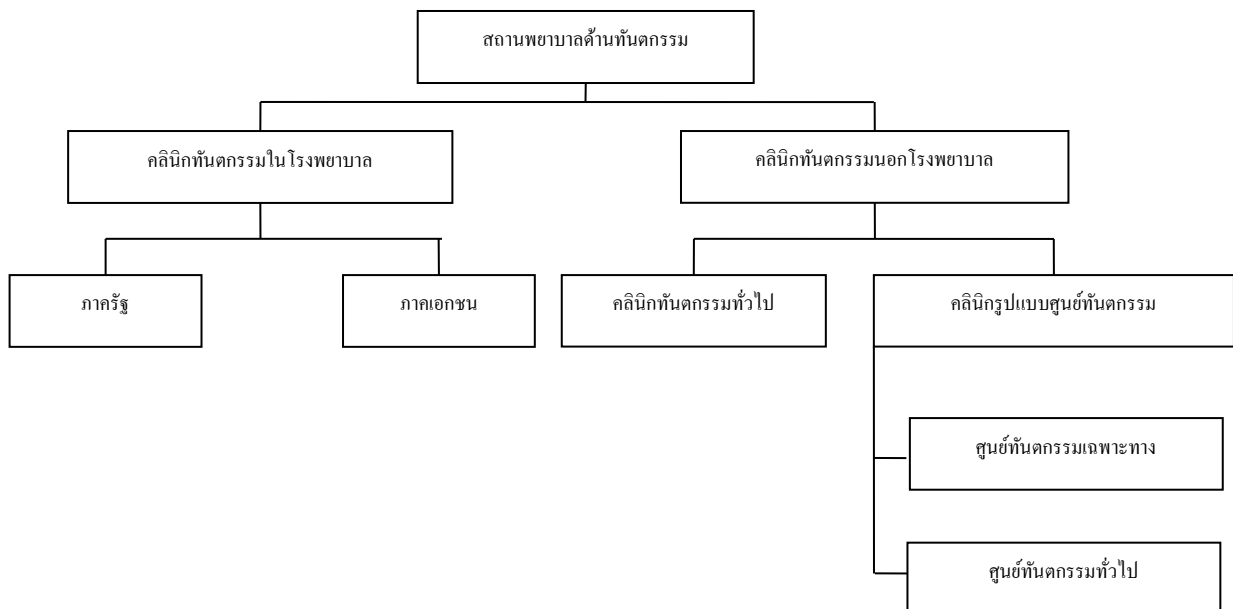 สถานพยาบาลด้านทันตกรรม
คลินิกทันตกรรมในโรงพยาบาล
คลินิกทันตกรรมนอกโรงพยาบาล
ภาครัฐ
ภาคเอกชน
คลินิกทันตกรรมทั่วไป
คลินิกรูปแบบศูนย์ทันตกรรม
ศูนย์ทันตกรรมเฉพาะทาง
ศูนย์ทันตกรรมทั่วไป